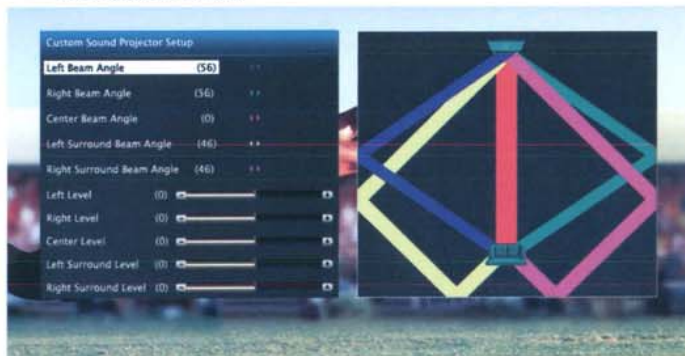 Custom Sound Projector Setup
Left Beam Angle (56)
Right Beam Angle (56)
Center Beam Angle (0)
Left Surround Beam Angle (46)
Right Surround Beam Angle (46)
Left Level (0)
Right Level (0)
Center Level (0)
Left Surround Level (0)
Right Surround Level (0)